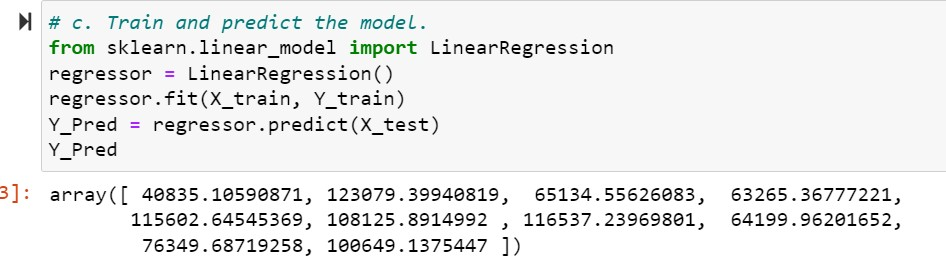 # c. Train and predict the model.
from sklearn.linear_model import LinearRegression
regressor = LinearRegression()
regressor.fit(X_train, Y_train)
Y_Pred = regressor.predict(X_test)
Y_Pred
3]: array([ 40835.10590871, 123079.39940819,  65134.55626083,  63265.36777221,
115602.64545369, 108125.8914992 , 116537.23969801,  64199.96201652,
76349.68719258, 100649.1375447 ])